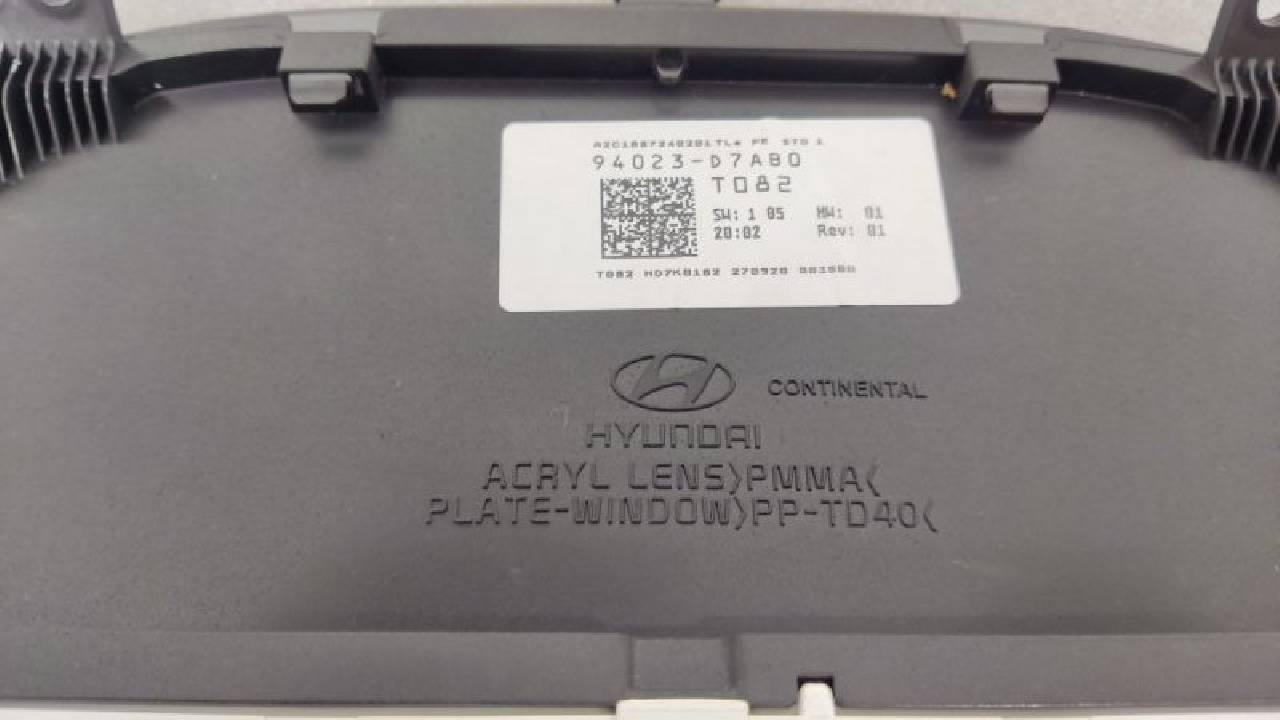 94023-D7AB0
T082
SW: 1 05 HW: 01
20:02 Rev: 01
T082
CONTINENTAL
HYUNDAI
ACRYL LENS>PMMA<
PLATE-WINDOW>PP-TD40<